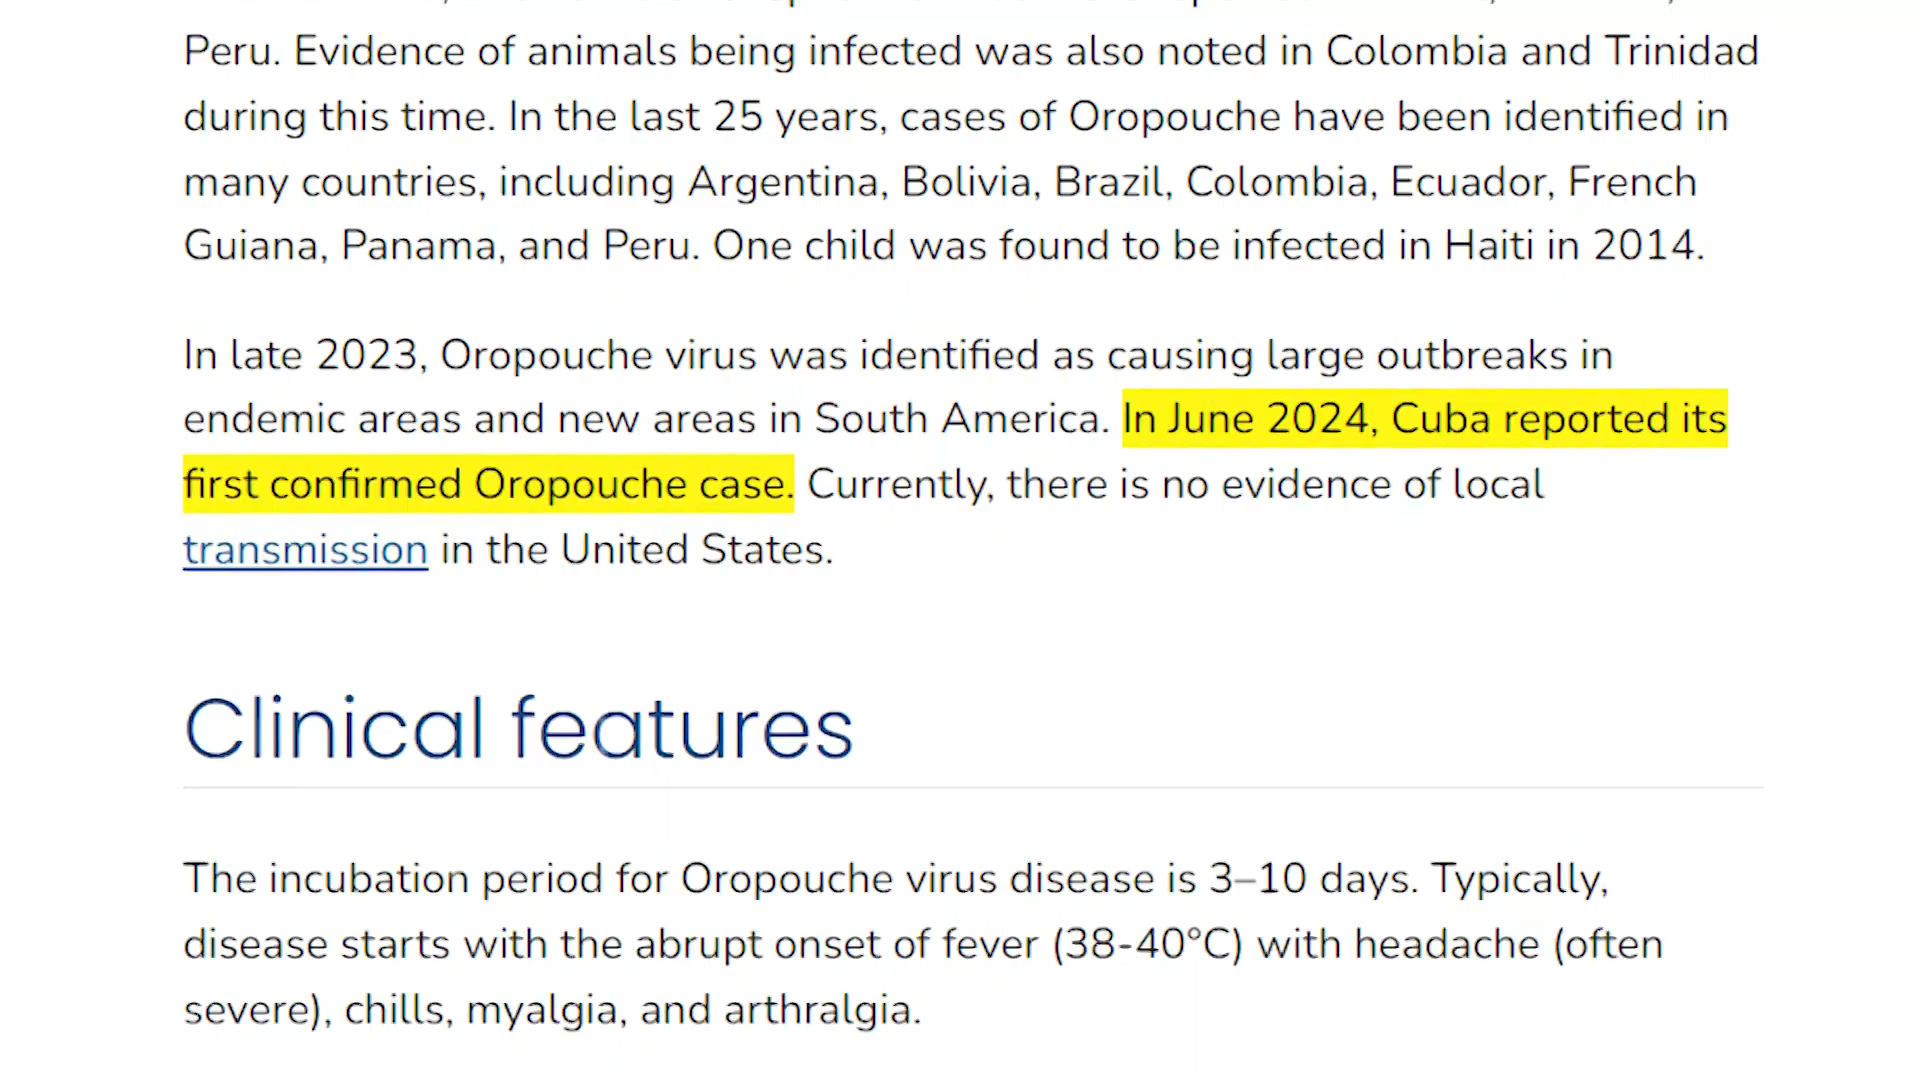 Peru. Evidence of animals being infected was also noted in Colombia and Trinidad
during this time. In the last 25 years, cases of Oropouche have been identified in
many countries, including Argentina, Bolivia, Brazil, Colombia, Ecuador, French
Guiana, Panama, and Peru. One child was found to be infected in Haiti in 2014.
In late 2023, Oropouche virus was identified as causing large outbreaks in
endemic areas and new areas in South America. In June 2024, Cuba reported its
first confirmed Oropouche case. Currently, there is no evidence of local
transmission in the United States.
Clinical features
The incubation period for Oropouche virus disease is 3–10 days. Typically,
disease starts with the abrupt onset of fever (38-40°C) with headache (often
severe), chills, myalgia, and arthralgia.